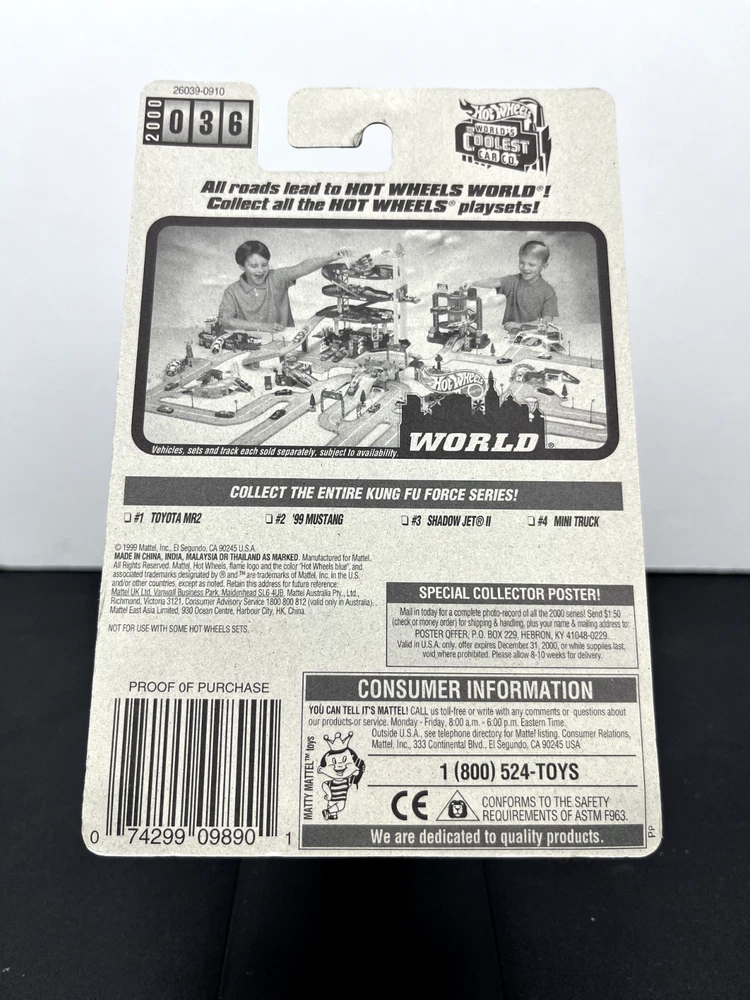 26039-0910
2000
036
HOT WHEELS
WORLD'S
COOLEST
CAR CO.
All roads lead to HOT WHEELS WORLD®!
Collect all the HOT WHEELS® playsets!
HOT WHEELS
WORLD®
Vehicles, sets and track each sold separately, subject to availability.
COLLECT THE ENTIRE KUNG FU FORCE SERIES!
❑ #1 TOYOTA MR2 ❑ #2 '99 MUSTANG ❑ #3 SHADOW JET® II ❑ #4 MINI TRUCK
© 1999 Mattel, Inc., El Segundo, CA 90245 U.S.A.
MADE IN CHINA, INDIA, MALAYSIA OR THAILAND AS MARKED. Manufactured for Mattel.
All Rights Reserved. Mattel, Hot Wheels, flame logo and the color "Hot Wheels blue", and
associated trademarks designated by ® and ™ are trademarks of Mattel, Inc. in the U.S.
and/or other countries, except as noted. Retain this address for future reference:
Mattel UK Ltd. Vanwall Business Park, Maidenhead SL6 4UB. Mattel Australia Pty., Ltd.,
Richmond, Victoria 3121. Consumer Advisory Service 1800 800 812 (valid only in Australia).
Mattel East Asia Limited, 930 Ocean Centre, Harbour City, HK, China.
NOT FOR USE WITH SOME HOT WHEELS SETS.
SPECIAL COLLECTOR POSTER!
Mail in today for a complete photo-record of all the 2000 series! Send $1.50
(check or money order) for shipping & handling, plus your name & mailing address to:
POSTER OFFER, P.O. BOX 229, HEBRON, KY 41048-0229.
Valid in U.S.A. only, offer expires December 31, 2000, or while supplies last,
void where prohibited. Please allow 8-10 weeks for delivery.
PROOF OF PURCHASE
0 74299 09890 1
CONSUMER INFORMATION
YOU CAN TELL IT'S MATTEL! CALL us toll-free or write with any comments or questions about
our products or service. Monday - Friday, 8:00 a.m. - 6:00 p.m. Eastern Time.
Outside U.S.A., see telephone directory for Mattel listing. Consumer Relations,
Mattel, Inc., 333 Continental Blvd., El Segundo, CA 90245 USA
MATTY MATTEL™ toys
1 (800) 524-TOYS
CE
CONFORMS TO THE SAFETY
REQUIREMENTS OF ASTM F963.
We are dedicated to quality products.
PP